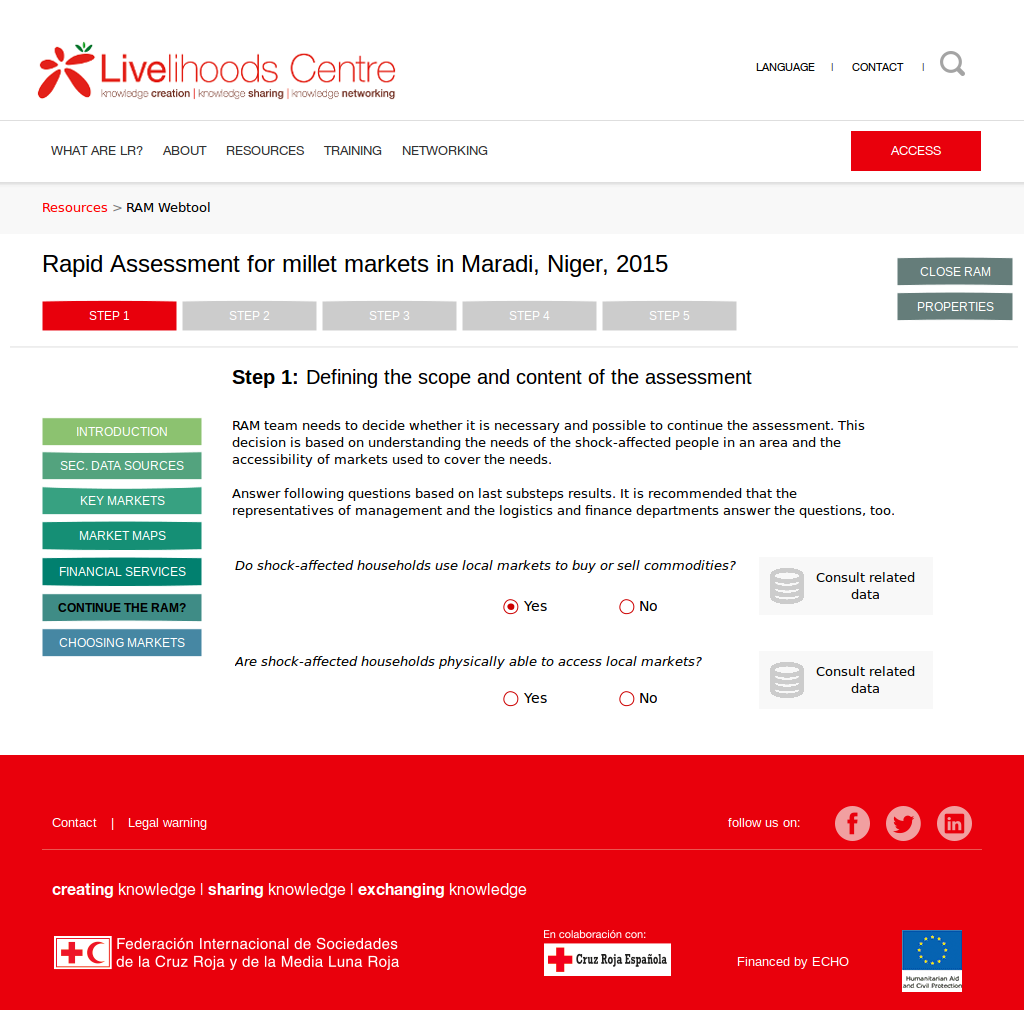 Livelihoods Centre
knowledge creation | knowledge sharing | knowledge networking
LANGUAGE | CONTACT |
WHAT ARE LR? ABOUT RESOURCES TRAINING NETWORKING ACCESS
Resources > RAM Webtool
Rapid Assessment for millet markets in Maradi, Niger, 2015
CLOSE RAM
PROPERTIES
STEP 1 STEP 2 STEP 3 STEP 4 STEP 5
Step 1: Defining the scope and content of the assessment
INTRODUCTION
SEC. DATA SOURCES
KEY MARKETS
MARKET MAPS
FINANCIAL SERVICES
CONTINUE THE RAM?
CHOOSING MARKETS
RAM team needs to decide whether it is necessary and possible to continue the assessment. This
decision is based on understanding the needs of the shock-affected people in an area and the
accessibility of markets used to cover the needs.
Answer following questions based on last substeps results. It is recommended that the
representatives of management and the logistics and finance departments answer the questions, too.
Do shock-affected households use local markets to buy or sell commodities?
Yes No
Consult related
data
Are shock-affected households physically able to access local markets?
Yes No
Consult related
data
Contact | Legal warning
follow us on:
creating knowledge | sharing knowledge | exchanging knowledge
Federación Internacional de Sociedades
de la Cruz Roja y de la Media Luna Roja
En colaboración con:
Cruz Roja Española
Financed by ECHO
Humanitarian Aid
and Civil Protection